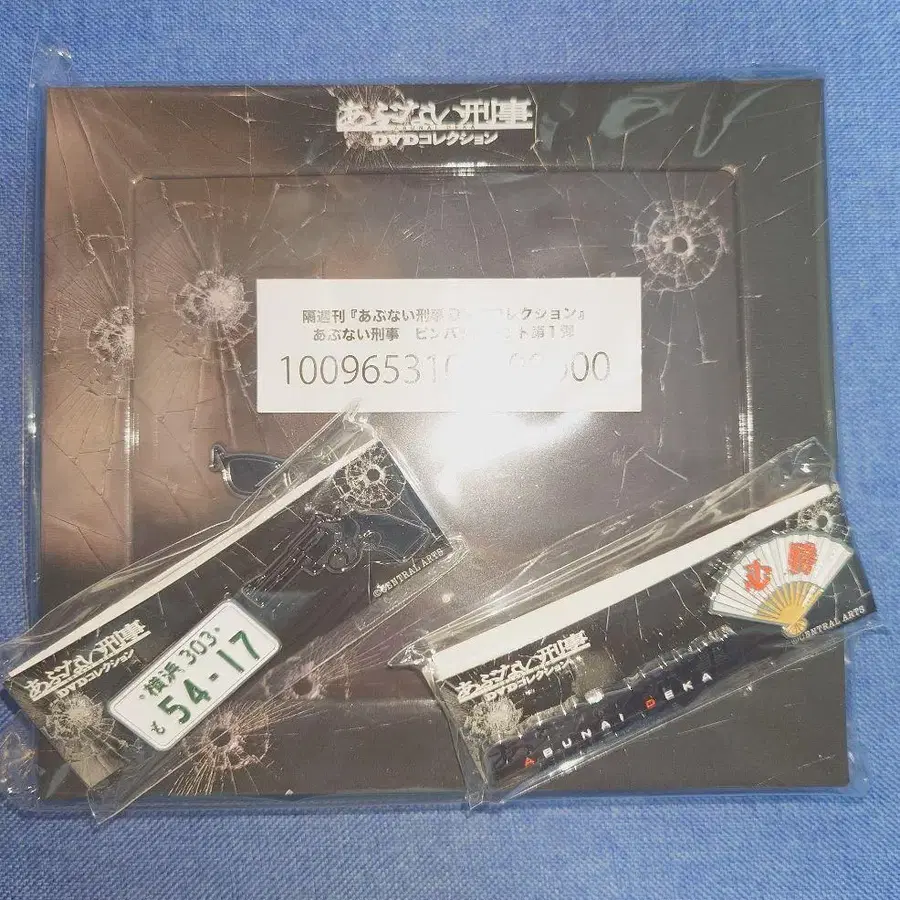 あぶない刑事
DVDコレクション
隔週刊『あぶない刑事 コレクション』
あぶない刑事 ピンバ 第1弾
10096531
©CENTRAL ARTS
横浜 303
も 54-17
あぶない刑事
DVDコレクション
必勝
©CENTRAL ARTS
あぶない刑事
DVDコレクション
ABUNAI DEKA